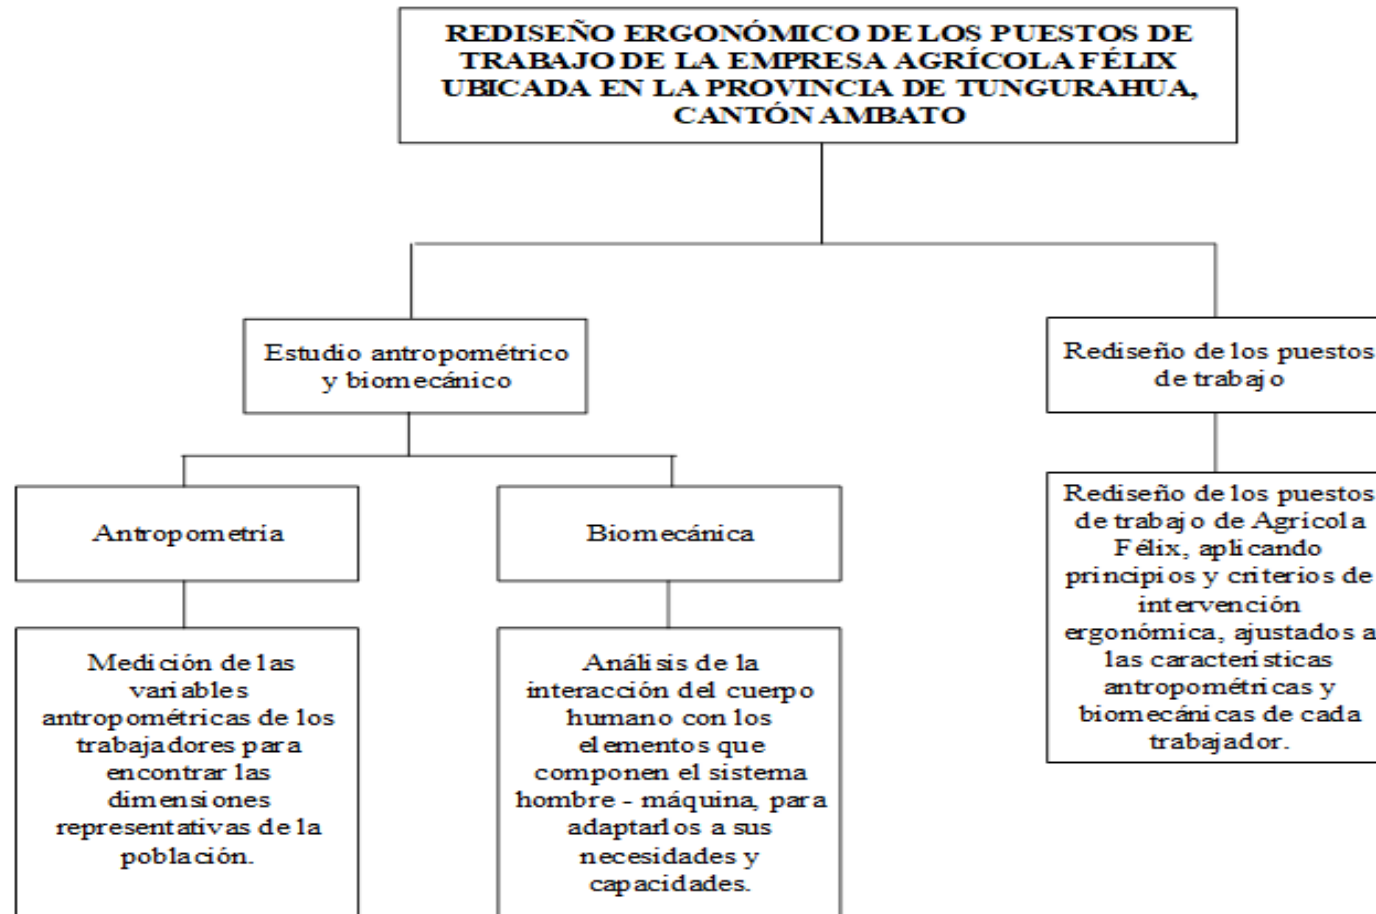 REDISEÑO ERGONÓMICO DE LOS PUESTOS DE
TRABAJO DE LA EMPRESA AGRÍCOLA FÉLIX
UBICADA EN LA PROVINCIA DE TUNGURAHUA,
CANTÓN AMBATO
Estudio antropométrico
y biomecánico
Rediseño de los puestos
de trabajo
Antropometría
Biomecánica
Medición de las
variables
antropométricas de los
trabajadores para
encontrar las
dimensiones
representativas de la
población.
Análisis de la
interacción del cuerpo
humano con los
elementos que
componen el sistema
hombre - máquina, para
adaptarlos a sus
necesidades y
capacidades.
Rediseño de los puestos
de trabajo de Agrícola
Félix, aplicando
principios y criterios de
intervención
ergonómica, ajustados a
las características
antropométricas y
biomecánicas de cada
trabajador.